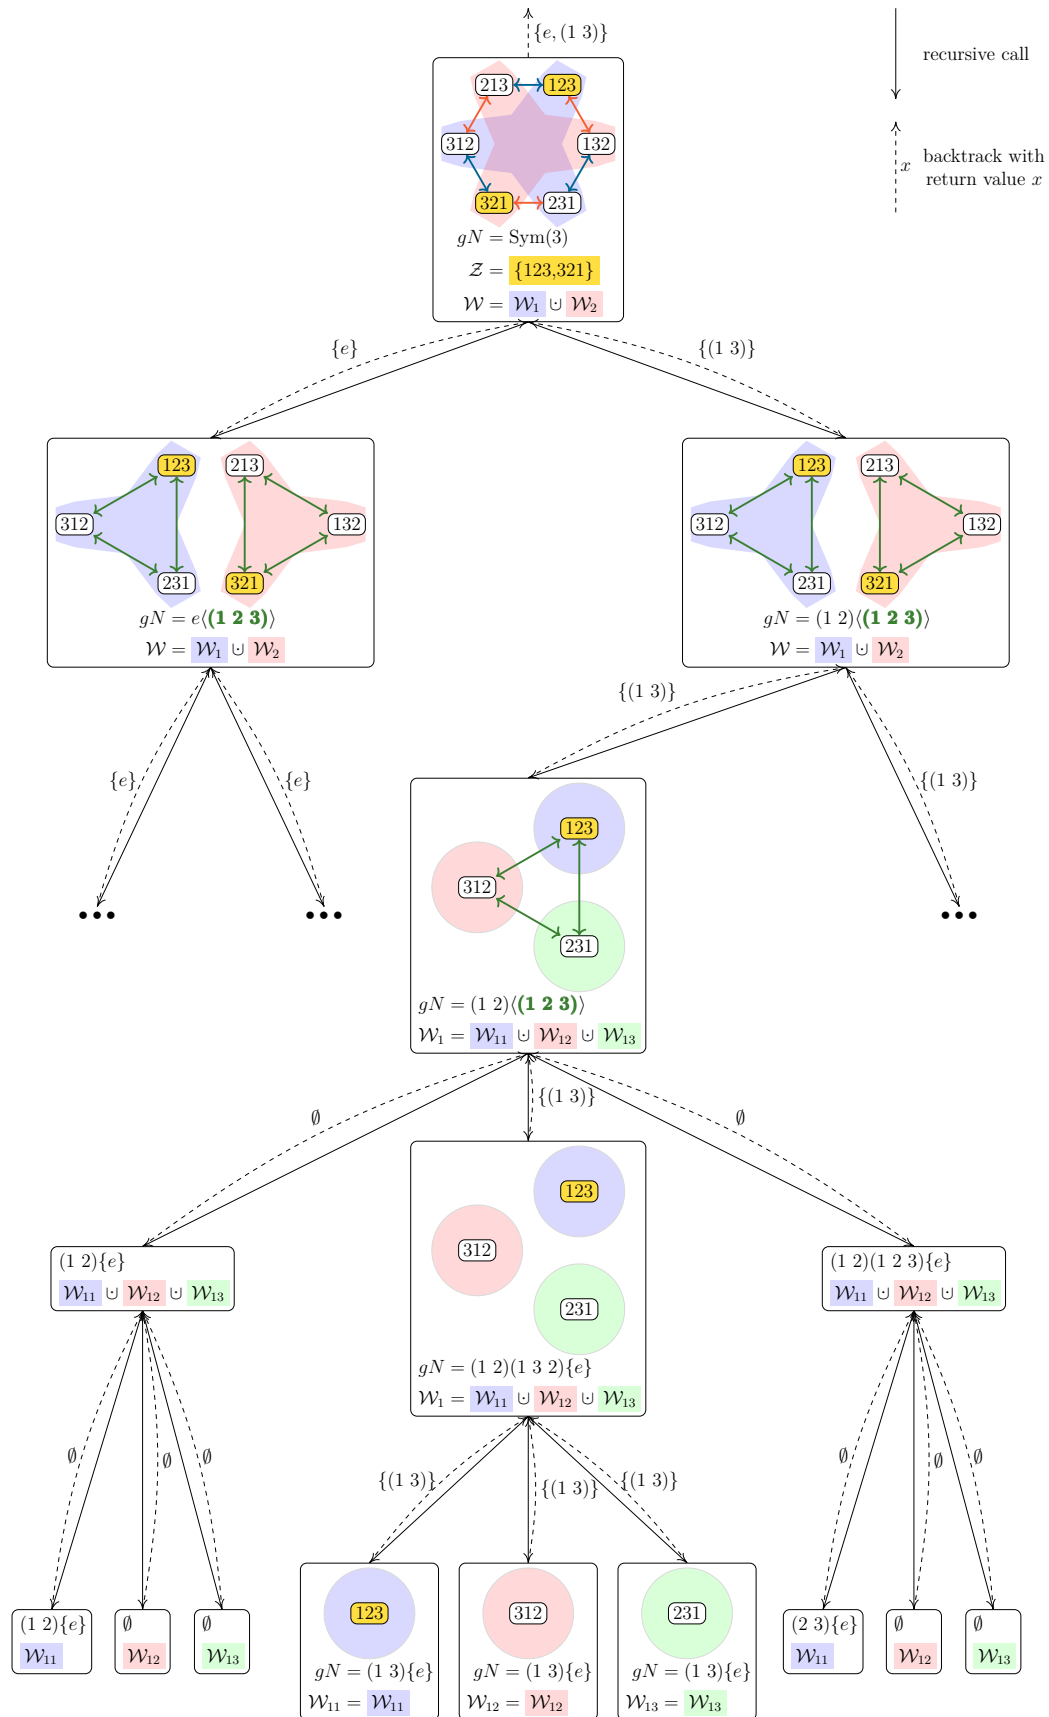 {e, (1 3)}
recursive call
x
backtrack with
return value x
213
123
312
132
321
231
gN = Sym(3)
𝒵 = {123,321}
𝒲 = 𝒲₁ ⊍ 𝒲₂
{e}
{(1 3)}
123
213
312
132
231
321
gN = e⟨(1 2 3)⟩
𝒲 = 𝒲₁ ⊍ 𝒲₂
123
213
312
132
231
321
gN = (1 2)⟨(1 2 3)⟩
𝒲 = 𝒲₁ ⊍ 𝒲₂
{(1 3)}
{e}
{e}
{(1 3)}
123
312
231
•••
•••
•••
gN = (1 2)⟨(1 2 3)⟩
𝒲₁ = 𝒲₁₁ ⊍ 𝒲₁₂ ⊍ 𝒲₁₃
∅
{(1 3)}
∅
123
312
231
(1 2){e}
𝒲₁₁ ⊍ 𝒲₁₂ ⊍ 𝒲₁₃
gN = (1 2)(1 3 2){e}
𝒲₁ = 𝒲₁₁ ⊍ 𝒲₁₂ ⊍ 𝒲₁₃
(1 2)(1 2 3){e}
𝒲₁₁ ⊍ 𝒲₁₂ ⊍ 𝒲₁₃
∅
∅
∅
{(1 3)}
{(1 3)}
{(1 3)}
∅
∅
∅
(1 2){e}
𝒲₁₁
∅
𝒲₁₂
∅
𝒲₁₃
123
gN = (1 3){e}
𝒲₁₁ = 𝒲₁₁
312
gN = (1 3){e}
𝒲₁₂ = 𝒲₁₂
231
gN = (1 3){e}
𝒲₁₃ = 𝒲₁₃
(2 3){e}
𝒲₁₁
∅
𝒲₁₂
∅
𝒲₁₃